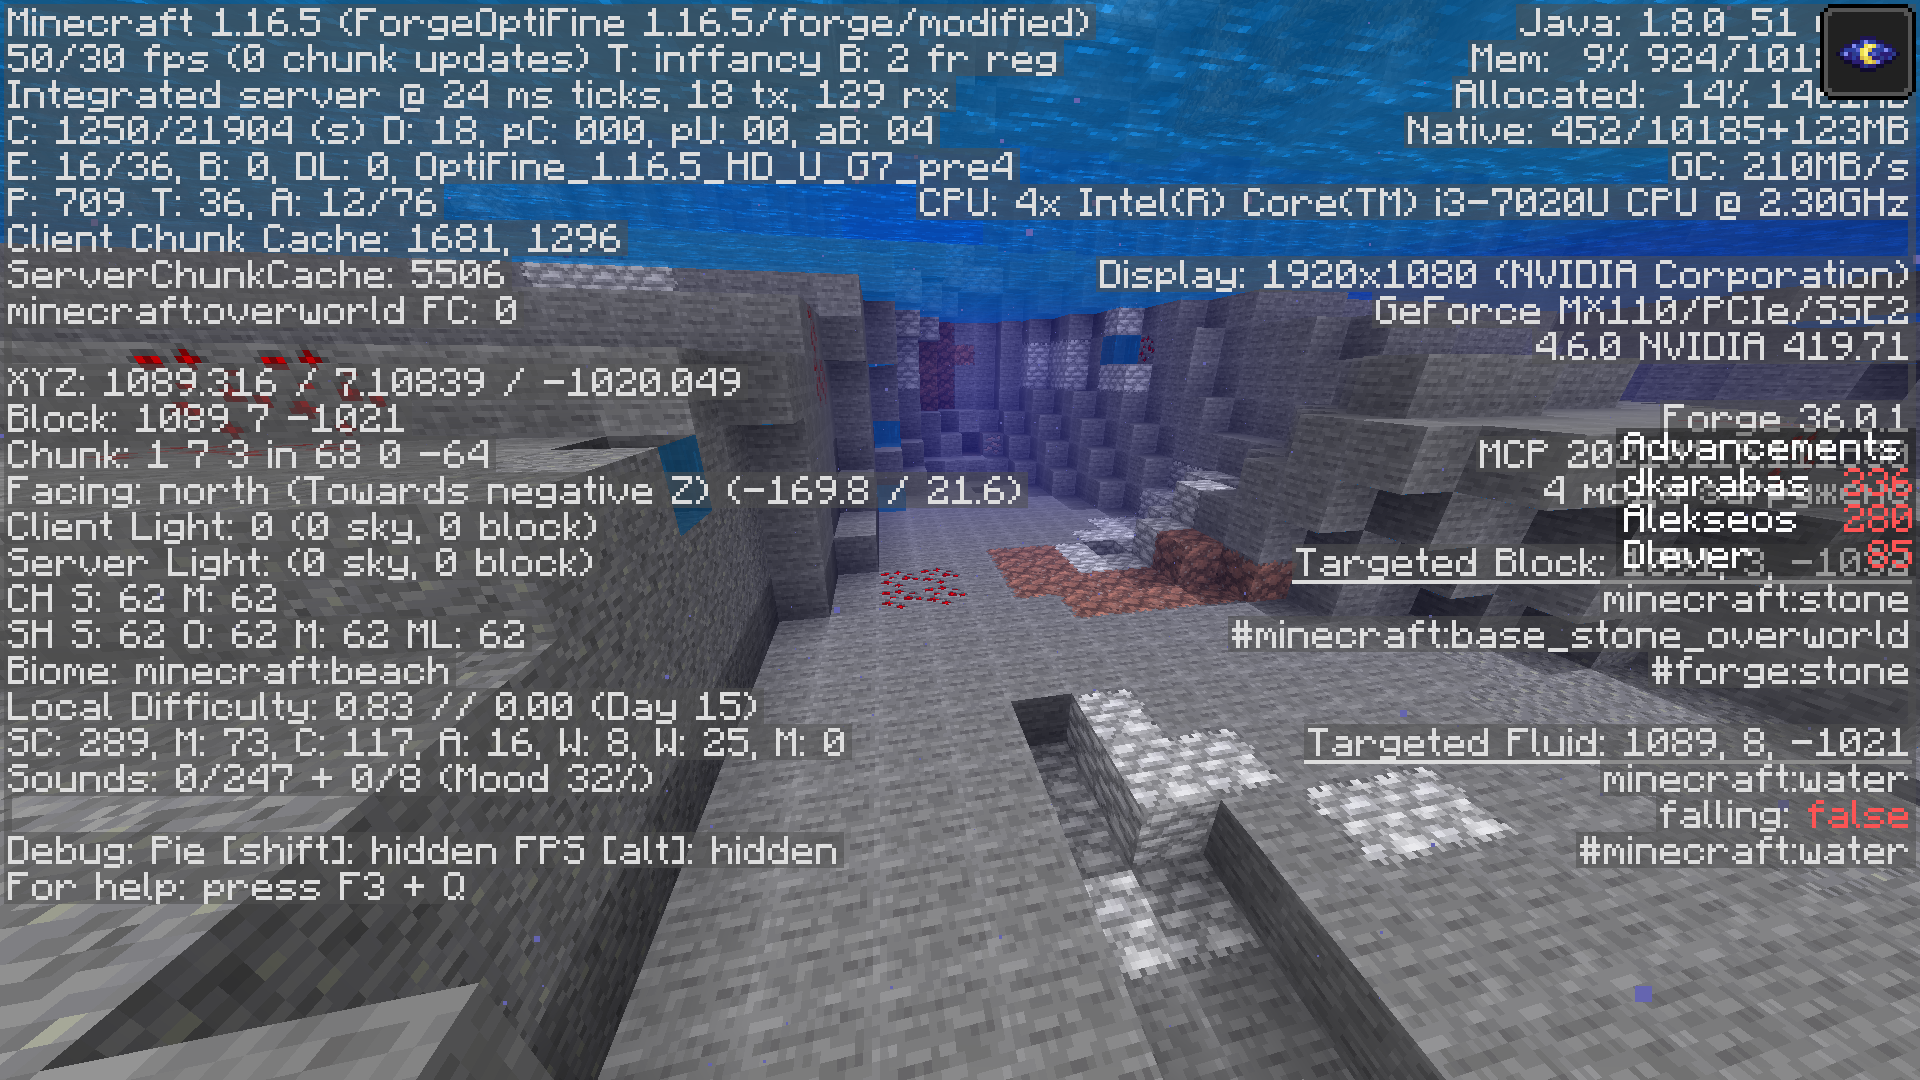 Minecraft 1.16.5 (ForgeOptiFine 1.16.5/forge/modified)
50/30 fps (0 chunk updates) T: inffancy B: 2 fr reg
Integrated server @ 24 ms ticks, 18 tx, 129 rx
C: 1250/21904 (s) D: 18, pC: 000, pU: 00, aB: 04
E: 16/36, B: 0, DL: 0, OptiFine_1.16.5_HD_U_G7_pre4
P: 709. T: 36, A: 12/76
Client Chunk Cache: 1681, 1296
ServerChunkCache: 5506
minecraft:overworld FC: 0
XYZ: 1089.316 / 7.10839 / -1020.049
Block: 1089 7 -1021
Chunk: 1 7 3 in 68 0 -64
Facing: north (Towards negative Z) (-169.8 / 21.6)
Client Light: 0 (0 sky, 0 block)
Server Light: (0 sky, 0 block)
CH S: 62 M: 62
SH S: 62 O: 62 M: 62 ML: 62
Biome: minecraft:beach
Local Difficulty: 0.83 // 0.00 (Day 15)
SC: 289, M: 73, C: 117, A: 16, W: 8, W: 25, M: 0
Sounds: 0/247 + 0/8 (Mood 32%)
Debug: Pie [shift]: hidden FPS [alt]: hidden
For help: press F3 + Q
Java: 1.8.0_51
Mem: 9% 924/101
Allocated: 14%
Native: 452/10185+123MB
GC: 210MB/s
CPU: 4x Intel(R) Core(TM) i3-7020U CPU @ 2.30GHz
Display: 1920x1080 (NVIDIA Corporation)
GeForce MX110/PCIe/SSE2
4.6.0 NVIDIA 419.71
Forge 36.0.1
MCP
4
Advancements
dkarabas 336
Alekseos 280
Dlever 85
Targeted Block:
minecraft:stone
#minecraft:base_stone_overworld
#forge:stone
Targeted Fluid: 1089, 8, -1021
minecraft:water
falling: false
#minecraft:water